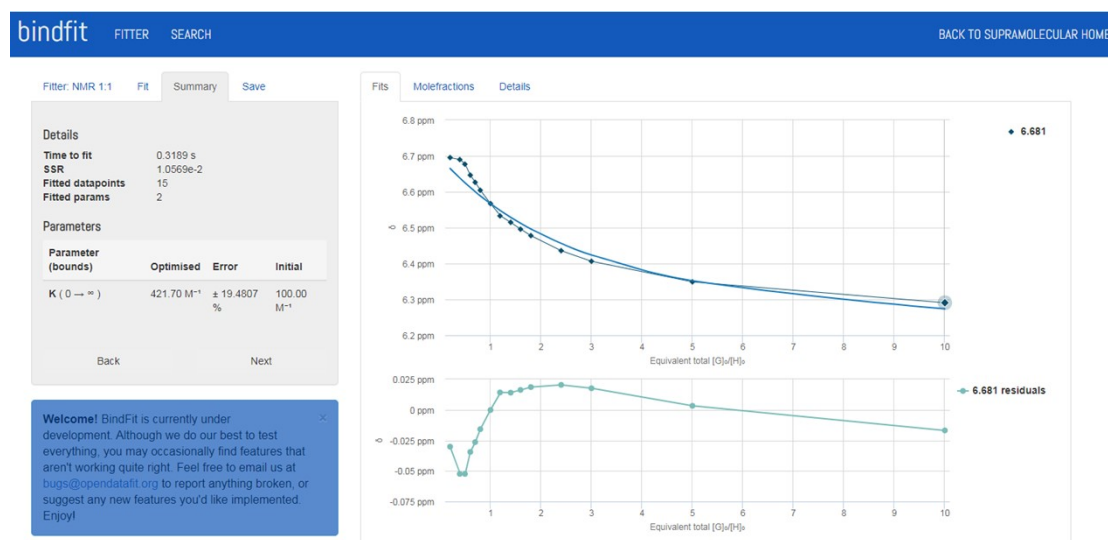 bindfit FITTER SEARCH BACK TO SUPRAMOLECULAR HOME
Fitter: NMR 1:1 Fit Summary Save
Details
Time to fit 0.3189 s
SSR 1.0569e-2
Fitted datapoints 15
Fitted params 2
Parameters
Parameter (bounds) Optimised Error Initial
K ( 0 → ∞ ) 421.70 M⁻¹ ± 19.4807 % 100.00 M⁻¹
Back Next
Welcome! BindFit is currently under
development. Although we do our best to test
everything, you may occasionally find features that
aren't working quite right. Feel free to email us at
bugs@opendatafit.org to report anything broken, or
suggest any new features you'd like implemented.
Enjoy!
×
Fits Molefractions Details
6.8 ppm
6.7 ppm
6.6 ppm
6.5 ppm
6.4 ppm
6.3 ppm
6.2 ppm
δ
1 2 3 4 5 6 7 8 9 10
Equivalent total [G]₀/[H]₀
6.681
0.025 ppm
0 ppm
-0.025 ppm
-0.05 ppm
-0.075 ppm
δ
1 2 3 4 5 6 7 8 9 10
Equivalent total [G]₀/[H]₀
6.681 residuals